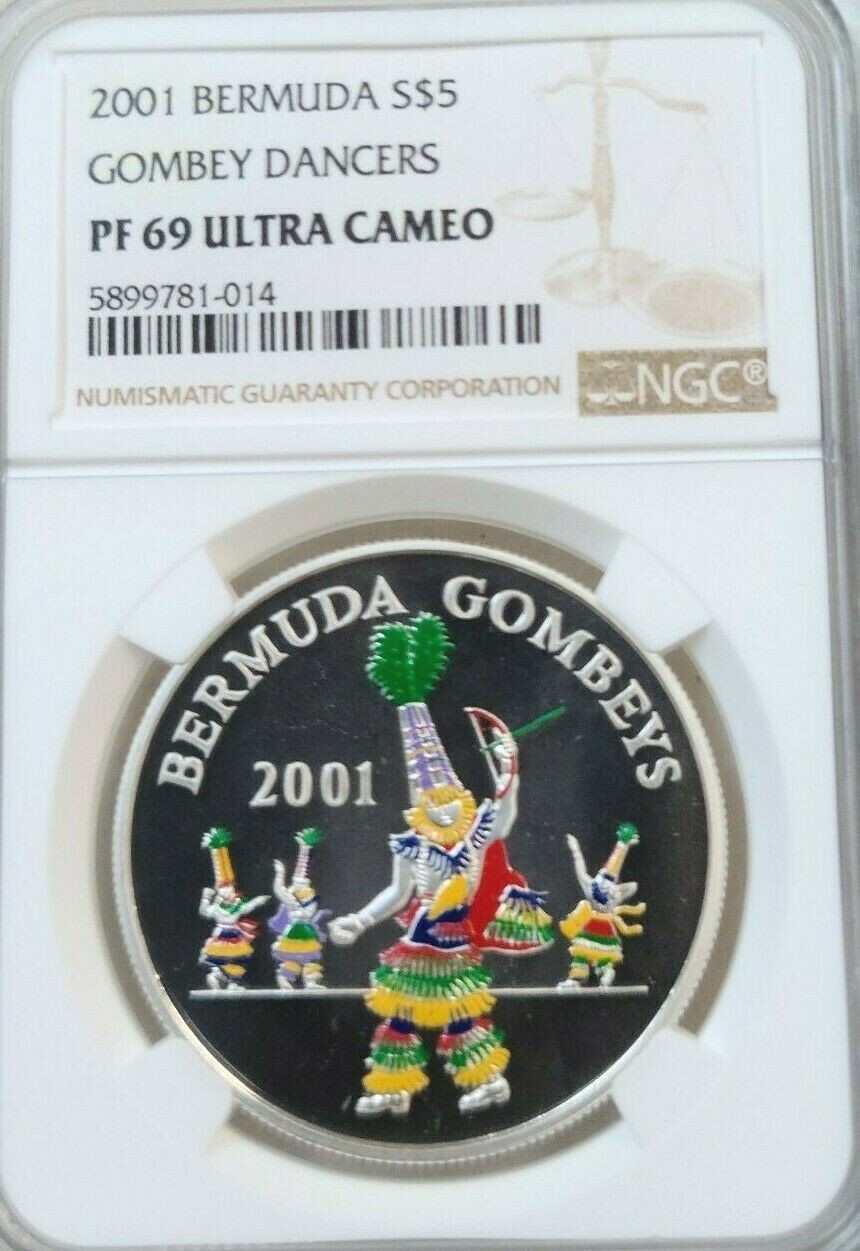 2001 BERMUDA S$5
GOMBEY DANCERS
PF 69 ULTRA CAMEO
5899781-014
NUMISMATIC GUARANTY CORPORATION
NGC®
BERMUDA GOMBEYS
2001